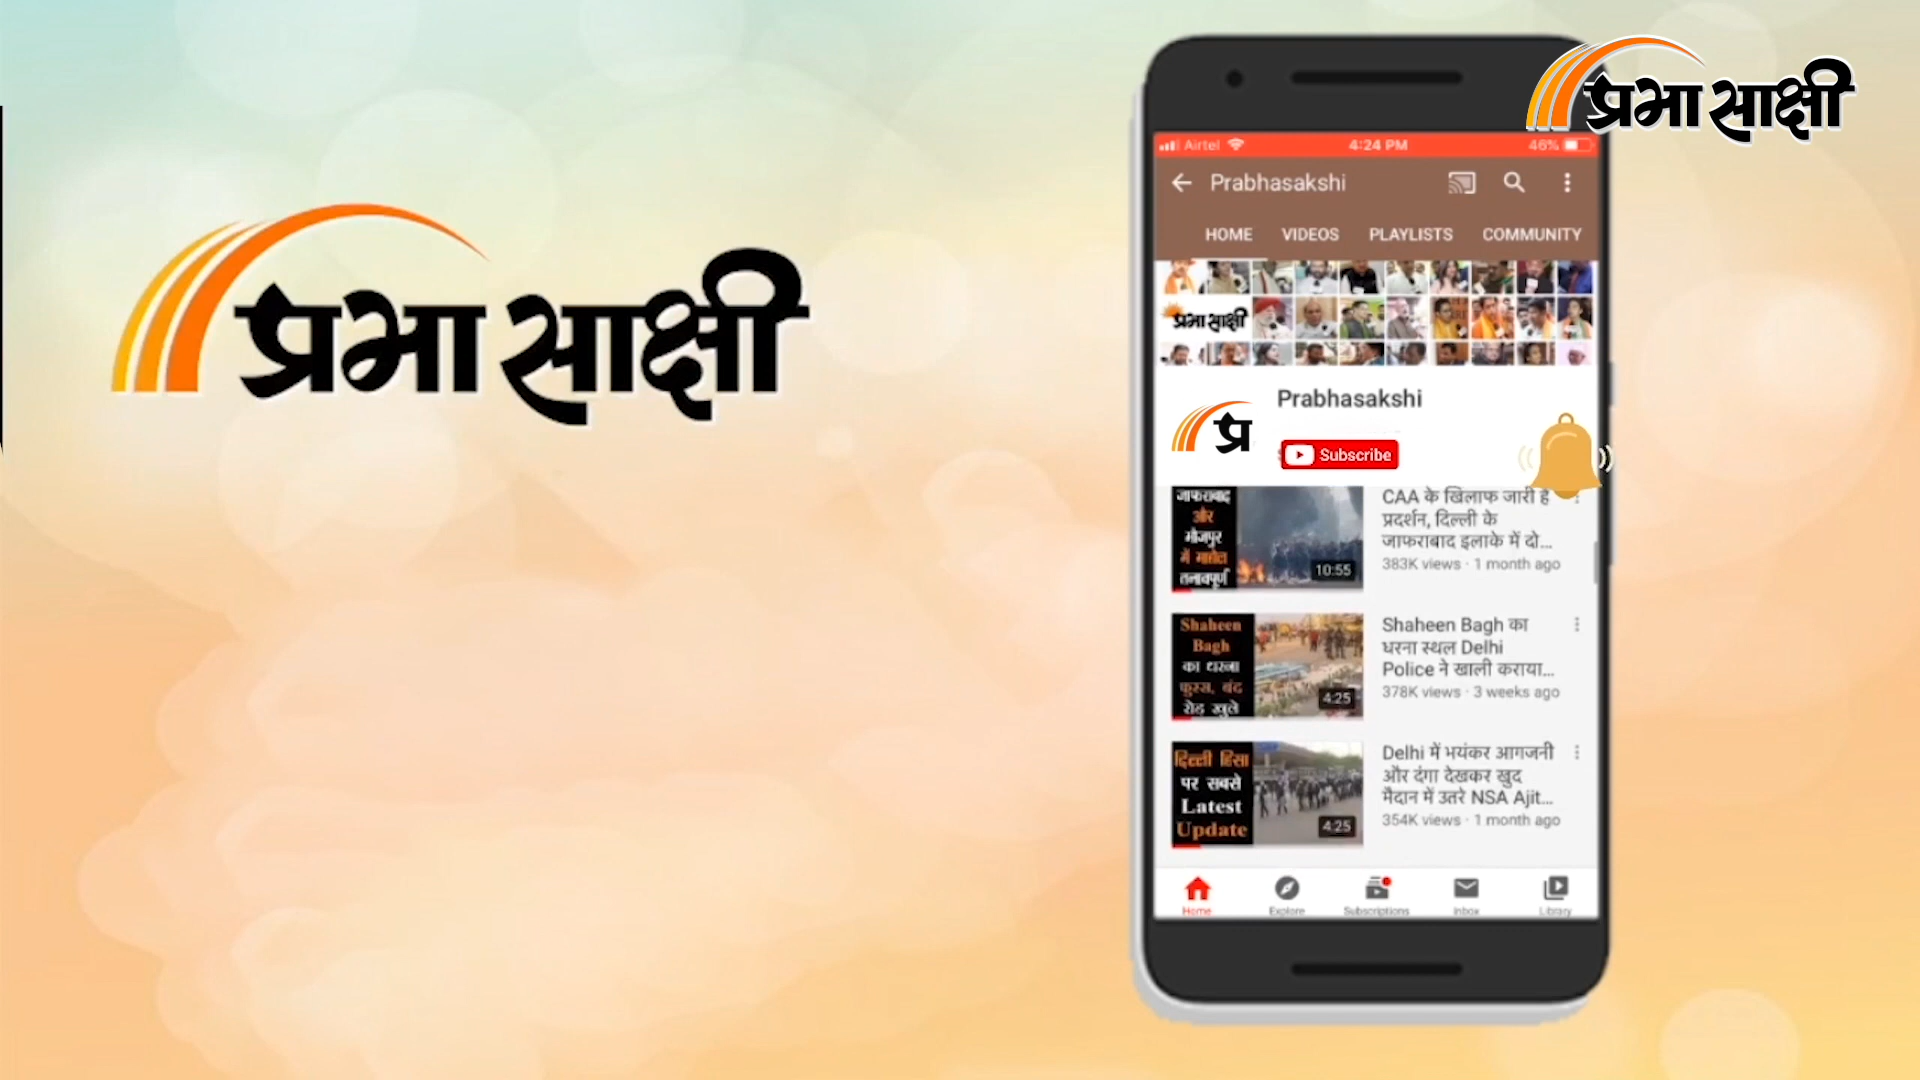 प्रभासाक्षी
प्रभासाक्षी
Airtel 4:24 PM 46%
Prabhasakshi
HOME VIDEOS PLAYLISTS COMMUNITY
प्रभासाक्षी
Prabhasakshi
प्र
Subscribe
जाफराबाद
और
मौजपुर
में माहौल
तनावपूर्ण
10:55
CAA के खिलाफ जारी है
प्रदर्शन, दिल्ली के
जाफराबाद इलाके में दो...
383K views · 1 month ago
Shaheen
Bagh
का धरना
फुस्स, बंद
रोड खुले
4:25
Shaheen Bagh का
धरना स्थल Delhi
Police ने खाली कराया...
378K views · 3 weeks ago
दिल्ली हिंसा
पर सबसे
Latest
Update
4:25
Delhi में भयंकर आगजनी
और दंगा देखकर खुद
मैदान में उतरे NSA Ajit...
354K views · 1 month ago
Home Explore Subscriptions Inbox Library